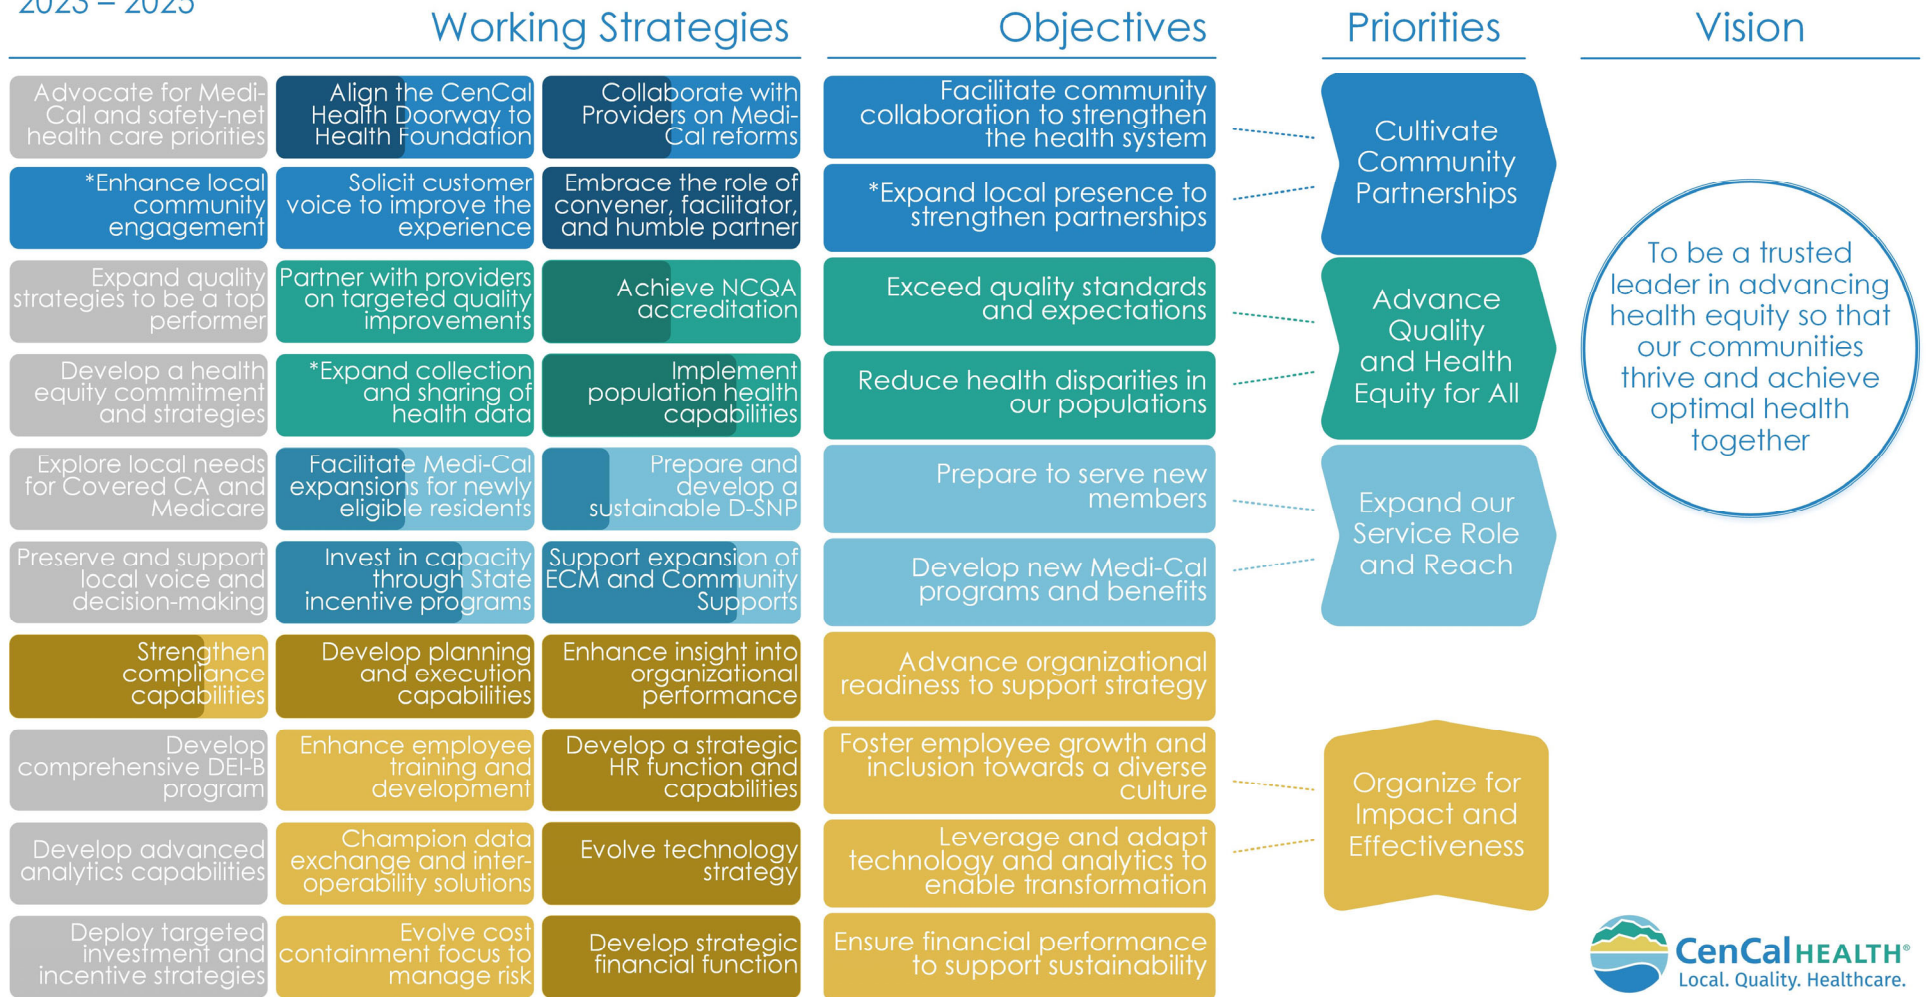 2023 – 2025
Working Strategies
Objectives
Priorities
Vision
Advocate for Medi-
Cal and safety-net
health care priorities
Align the CenCal
Health Doorway to
Health Foundation
Collaborate with
Providers on Medi-
Cal reforms
Facilitate community
collaboration to strengthen
the health system
*Enhance local
community
engagement
Solicit customer
voice to improve the
experience
Embrace the role of
convener, facilitator,
and humble partner
*Expand local presence to
strengthen partnerships
Cultivate
Community
Partnerships
Expand quality
strategies to be a top
performer
Partner with providers
on targeted quality
improvements
Achieve NCQA
accreditation
Exceed quality standards
and expectations
Develop a health
equity commitment
and strategies
*Expand collection
and sharing of
health data
Implement
population health
capabilities
Reduce health disparities in
our populations
Advance
Quality
and Health
Equity for All
Explore local needs
for Covered CA and
Medicare
Facilitate Medi-Cal
expansions for newly
eligible residents
Prepare and
develop a
sustainable D-SNP
Prepare to serve new
members
Preserve and support
local voice and
decision-making
Invest in capacity
through State
incentive programs
Support expansion of
ECM and Community
Supports
Develop new Medi-Cal
programs and benefits
Expand our
Service Role
and Reach
Strengthen
compliance
capabilities
Develop planning
and execution
capabilities
Enhance insight into
organizational
performance
Advance organizational
readiness to support strategy
Develop
comprehensive DEI-B
program
Enhance employee
training and
development
Develop a strategic
HR function and
capabilities
Foster employee growth and
inclusion towards a diverse
culture
Develop advanced
analytics capabilities
Champion data
exchange and inter-
operability solutions
Evolve technology
strategy
Leverage and adapt
technology and analytics to
enable transformation
Deploy targeted
investment and
incentive strategies
Evolve cost
containment focus to
manage risk
Develop strategic
financial function
Ensure financial performance
to support sustainability
Organize for
Impact and
Effectiveness
To be a trusted
leader in advancing
health equity so that
our communities
thrive and achieve
optimal health
together
CenCal HEALTH®
Local. Quality. Healthcare.